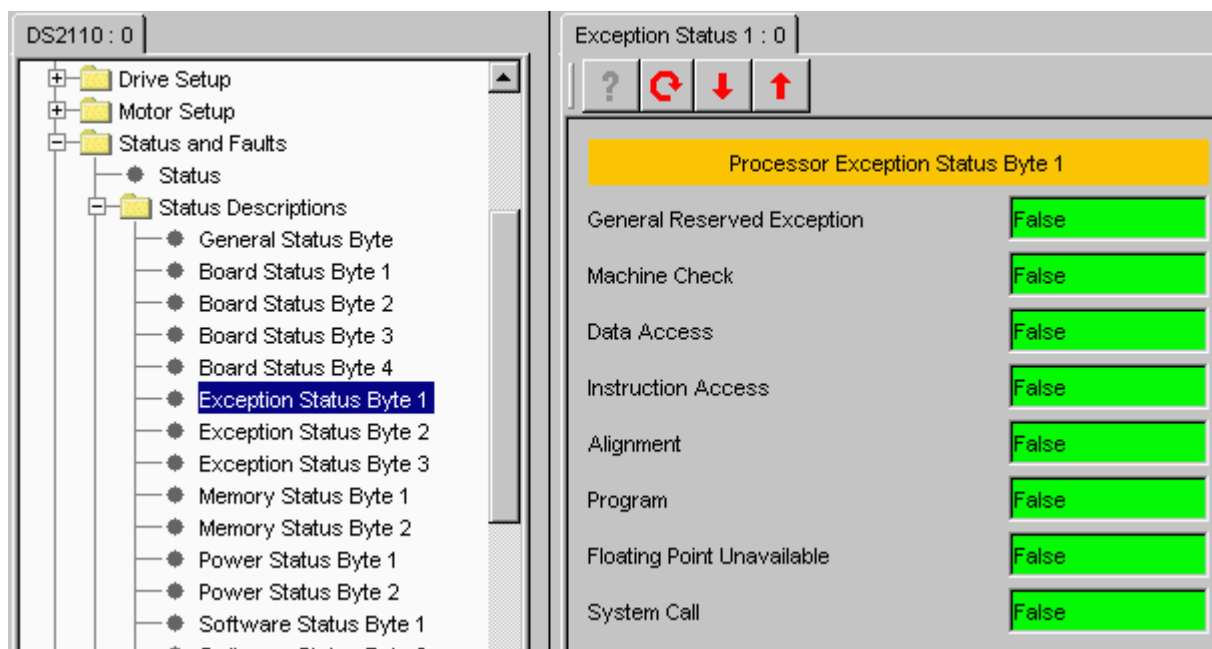 DS2110 : 0
Drive Setup
Motor Setup
Status and Faults
Status
Status Descriptions
General Status Byte
Board Status Byte 1
Board Status Byte 2
Board Status Byte 3
Board Status Byte 4
Exception Status Byte 1
Exception Status Byte 2
Exception Status Byte 3
Memory Status Byte 1
Memory Status Byte 2
Power Status Byte 1
Power Status Byte 2
Software Status Byte 1
Exception Status 1 : 0
?
Processor Exception Status Byte 1
General Reserved Exception False
Machine Check False
Data Access False
Instruction Access False
Alignment False
Program False
Floating Point Unavailable False
System Call False